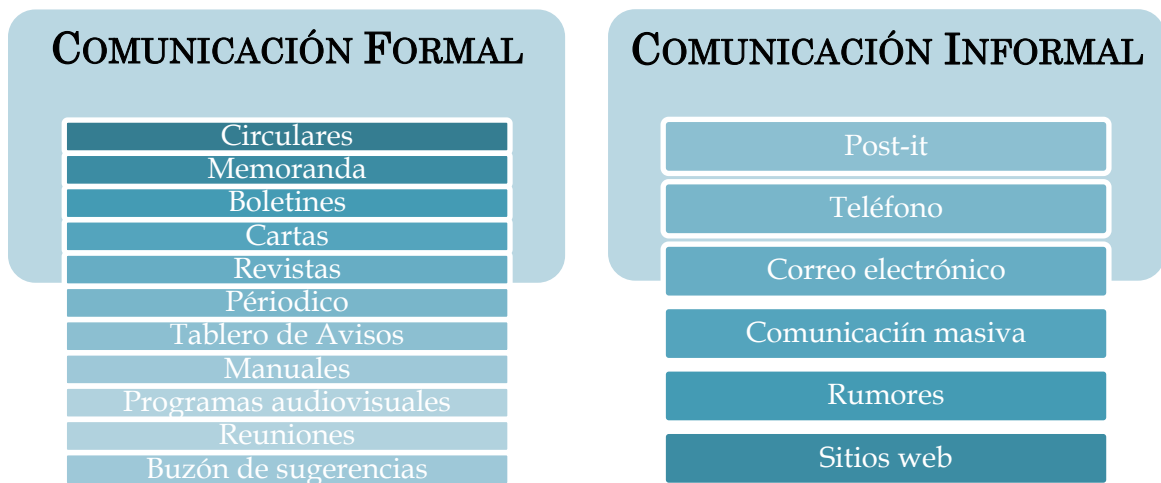 COMUNICACIÓN FORMAL
Circulares
Memoranda
Boletines
Cartas
Revistas
Périodico
Tablero de Avisos
Manuales
Programas audiovisuales
Reuniones
Buzón de sugerencias
COMUNICACIÓN INFORMAL
Post-it
Teléfono
Correo electrónico
Comunicaciín masiva
Rumores
Sitios web